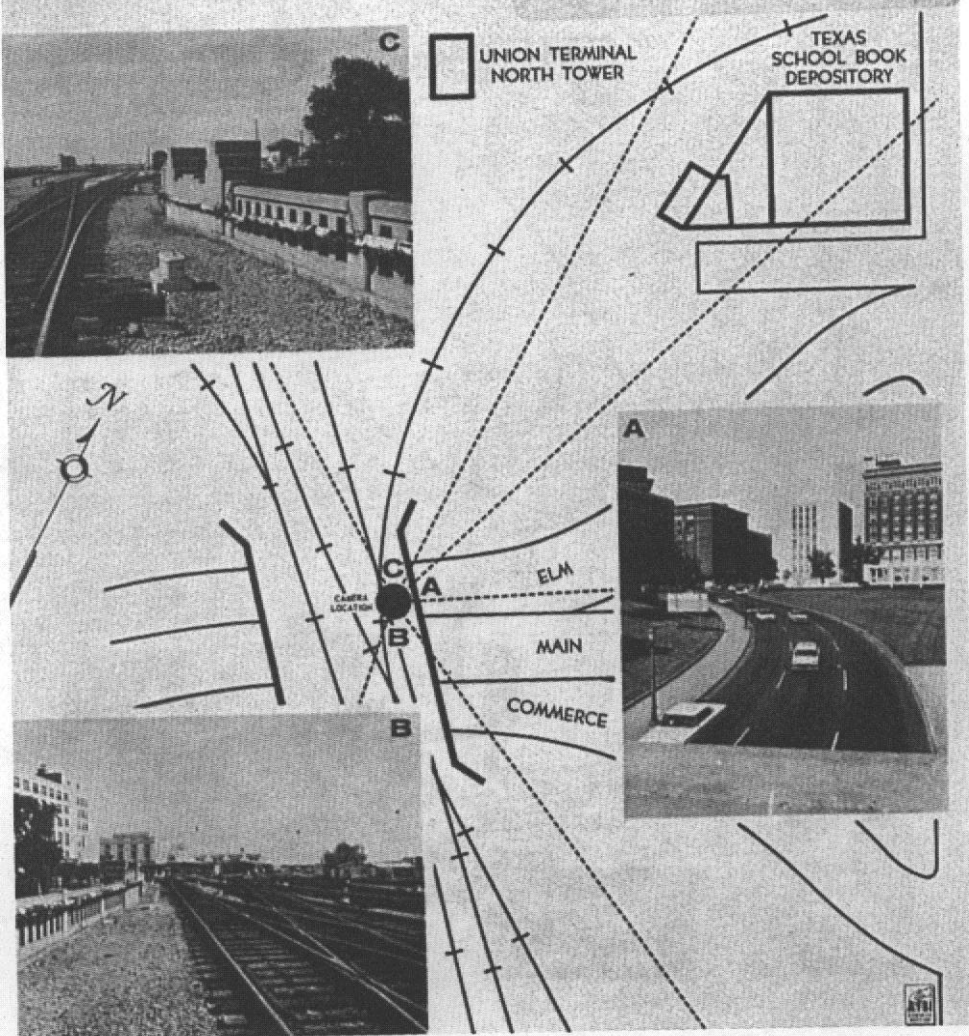 C
UNION TERMINAL
NORTH TOWER
TEXAS
SCHOOL BOOK
DEPOSITORY
N
A
C
A
CAMERA
LOCATION
B
ELM
MAIN
COMMERCE
B